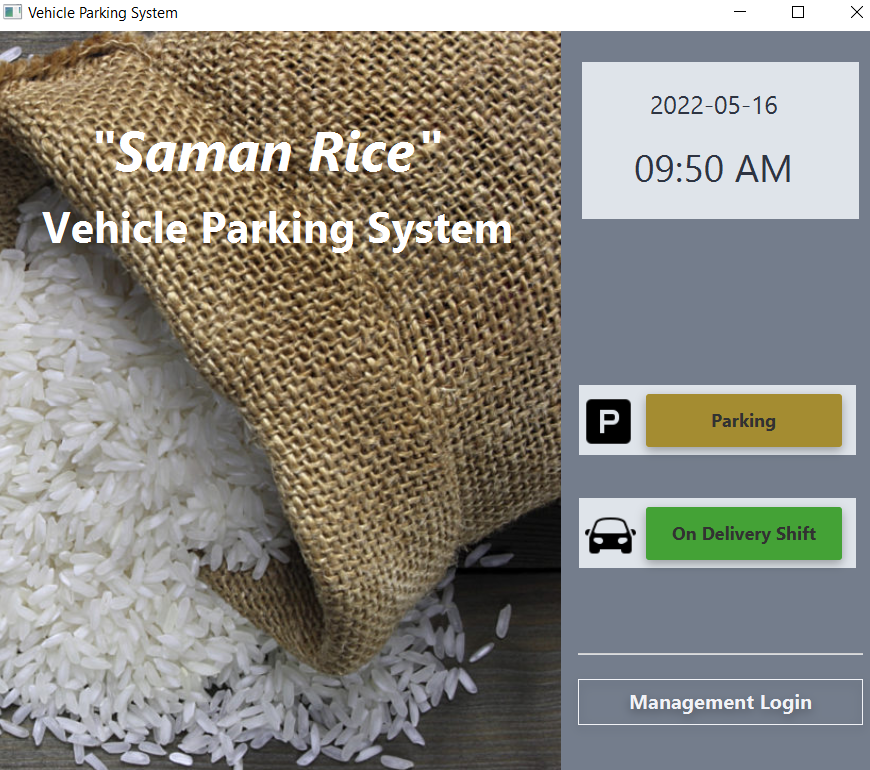 Vehicle Parking System
"Saman Rice"
Vehicle Parking System
2022-05-16
09:50 AM
P
Parking
On Delivery Shift
Management Login